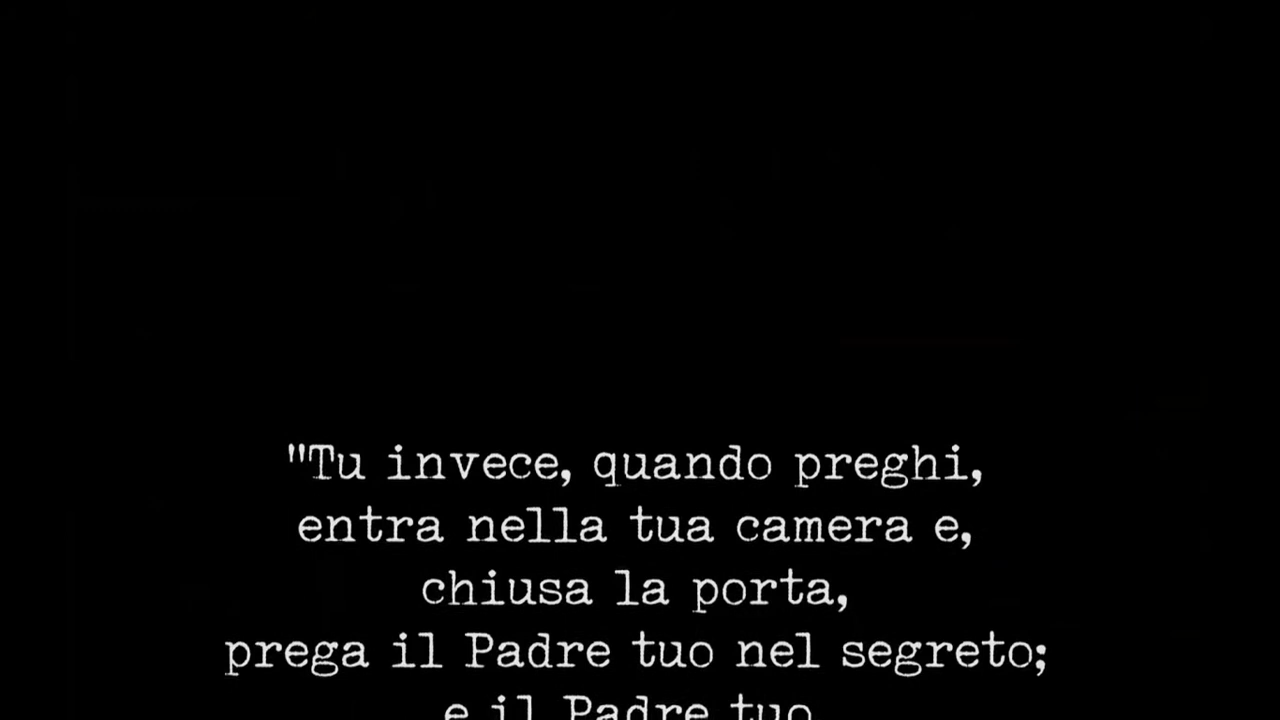 "Tu invece, quando preghi,
entra nella tua camera e,
chiusa la porta,
prega il Padre tuo nel segreto;
e il Padre tuo